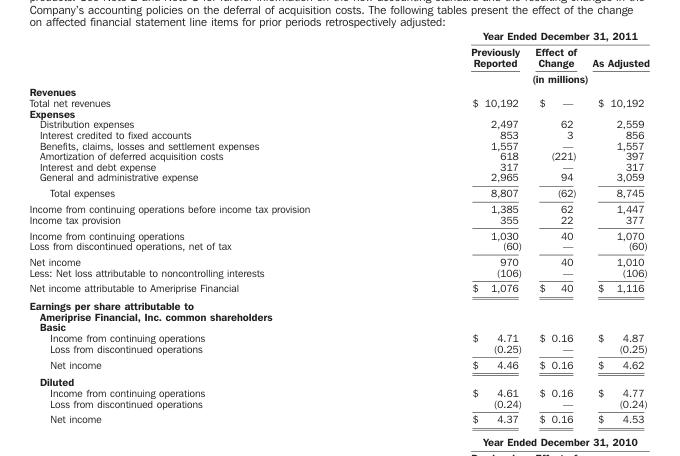 Company's accounting policies on the deferral of acquisition costs. The following tables present the effect of the change
on affected financial statement line items for prior periods retrospectively adjusted:
Year Ended December 31, 2011
Previously Reported Effect of Change As Adjusted
(in millions)
Revenues
Total net revenues $ 10,192 $ — $ 10,192
Expenses
Distribution expenses 2,497 62 2,559
Interest credited to fixed accounts 853 3 856
Benefits, claims, losses and settlement expenses 1,557 — 1,557
Amortization of deferred acquisition costs 618 (221) 397
Interest and debt expense 317 — 317
General and administrative expense 2,965 94 3,059
Total expenses 8,807 (62) 8,745
Income from continuing operations before income tax provision 1,385 62 1,447
Income tax provision 355 22 377
Income from continuing operations 1,030 40 1,070
Loss from discontinued operations, net of tax (60) — (60)
Net income 970 40 1,010
Less: Net loss attributable to noncontrolling interests (106) — (106)
Net income attributable to Ameriprise Financial $ 1,076 $ 40 $ 1,116
Earnings per share attributable to
Ameriprise Financial, Inc. common shareholders
Basic
Income from continuing operations $ 4.71 $ 0.16 $ 4.87
Loss from discontinued operations (0.25) — (0.25)
Net income $ 4.46 $ 0.16 $ 4.62
Diluted
Income from continuing operations $ 4.61 $ 0.16 $ 4.77
Loss from discontinued operations (0.24) — (0.24)
Net income $ 4.37 $ 0.16 $ 4.53
Year Ended December 31, 2010